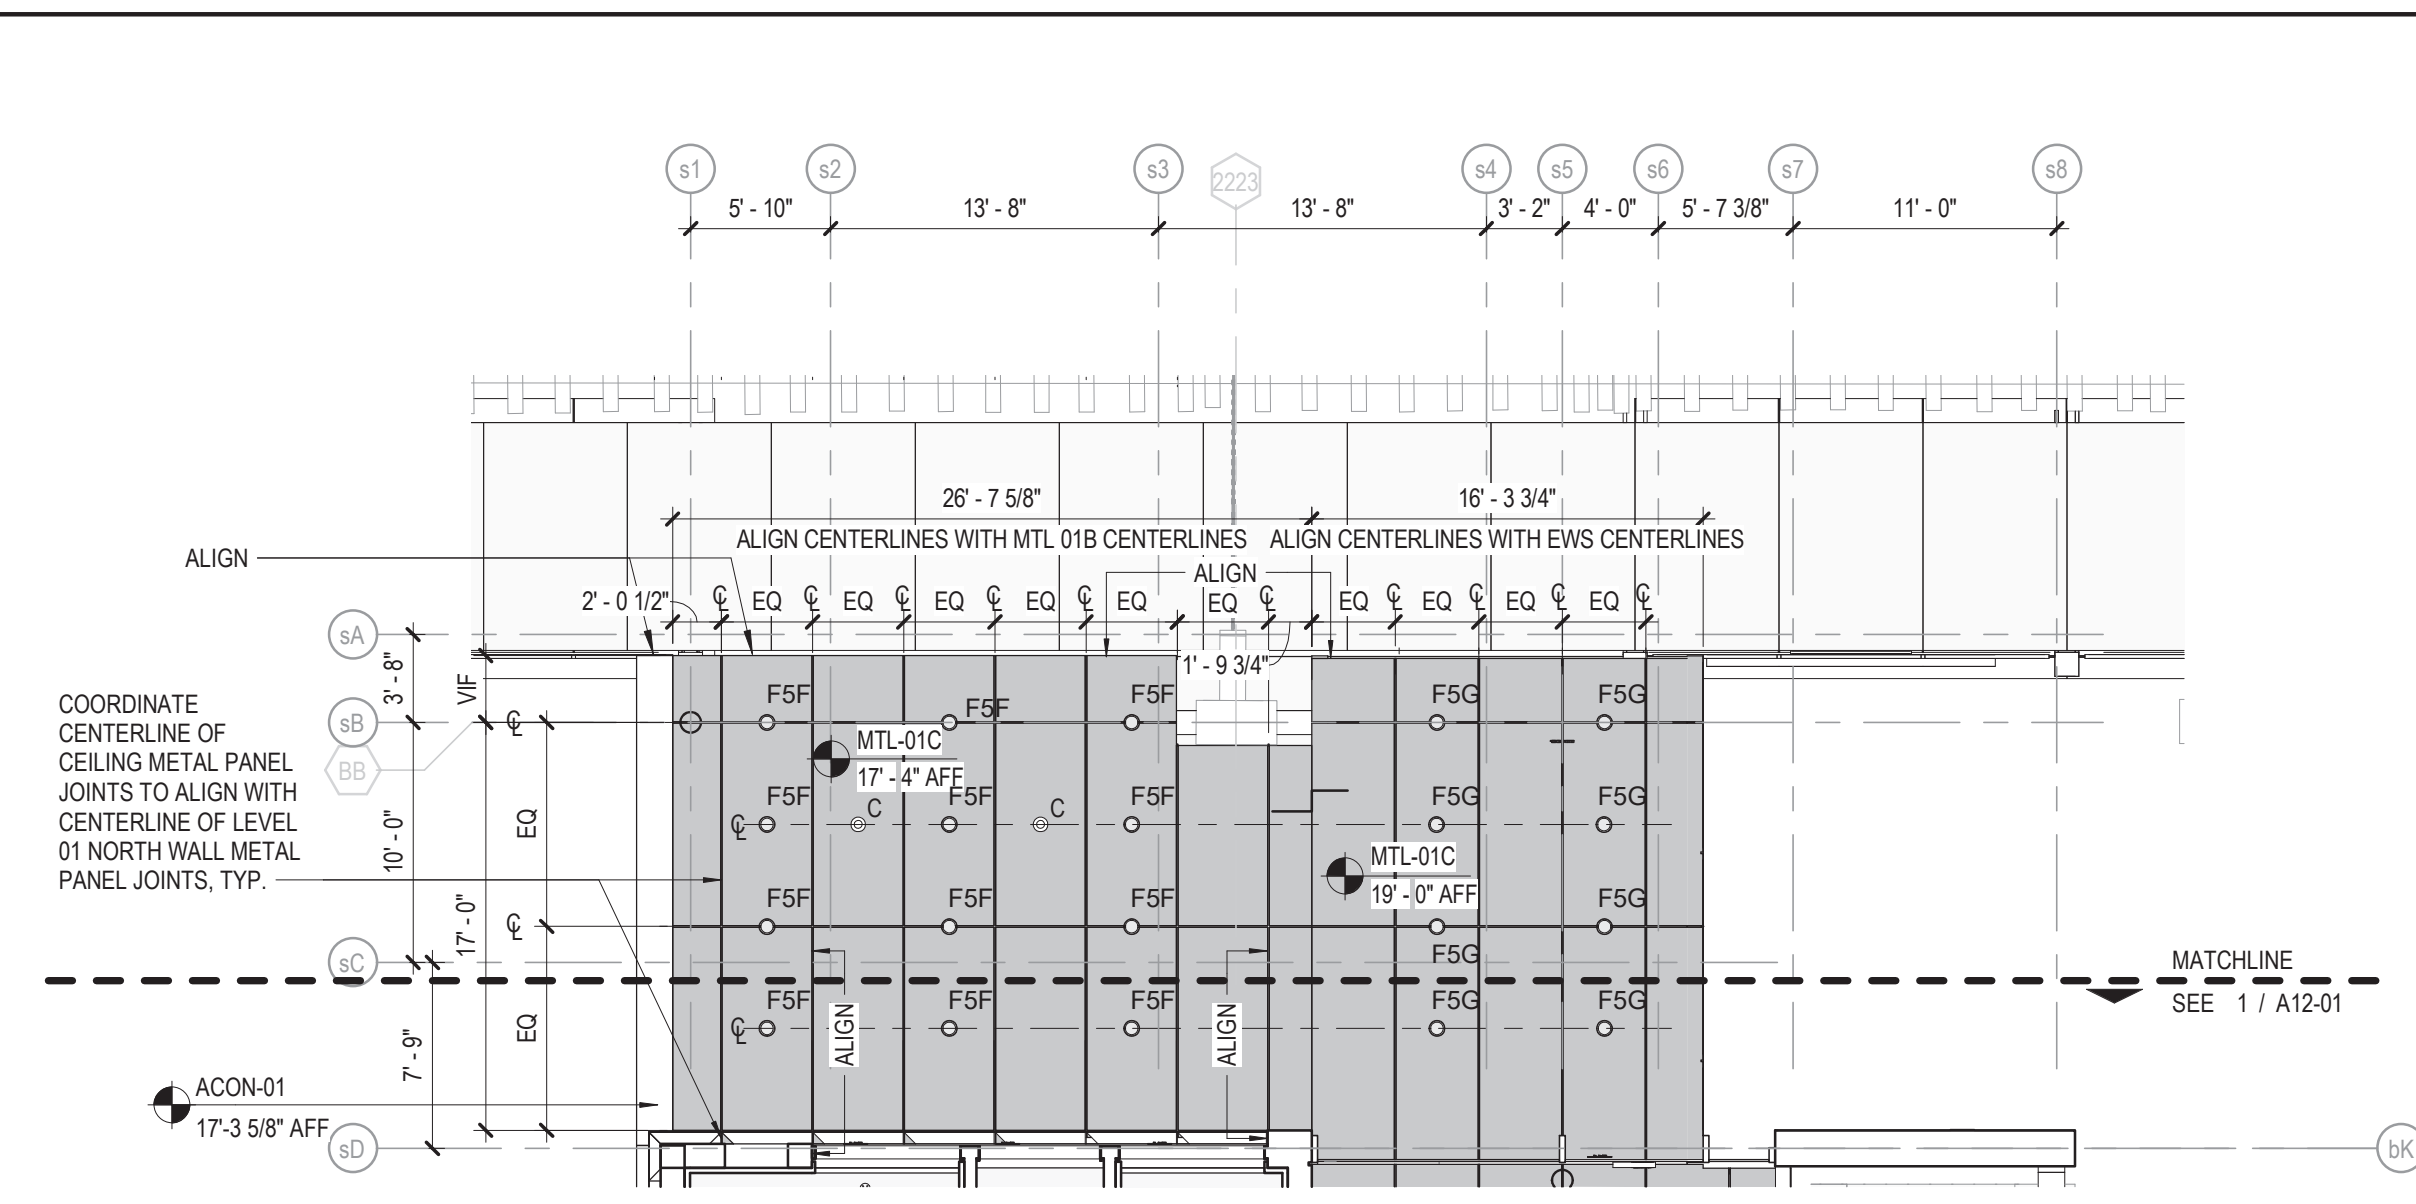 s1 s2 s3 2223 s4 s5 s6 s7 s8
5' - 10" 13' - 8" 13' - 8" 3' - 2" 4' - 0" 5' - 7 3/8" 11' - 0"
26' - 7 5/8" 16' - 3 3/4"
ALIGN CENTERLINES WITH MTL 01B CENTERLINES ALIGN CENTERLINES WITH EWS CENTERLINES
ALIGN
ALIGN
2' - 0 1/2" ℄ EQ ℄ EQ ℄ EQ ℄ EQ ℄ EQ EQ ℄ EQ ℄ EQ ℄ EQ ℄ EQ ℄
sA
3' - 8"
VIF
1' - 9 3/4"
COORDINATE
CENTERLINE OF
CEILING METAL PANEL
JOINTS TO ALIGN WITH
CENTERLINE OF LEVEL
01 NORTH WALL METAL
PANEL JOINTS, TYP.
sB
BB
℄
F5F F5F F5F F5G F5G
MTL-01C
17' - 4" AFF
10' - 0"
EQ
F5F F5F F5F F5G F5G
℄ C C
MTL-01C
19' - 0" AFF
17' - 0"
℄
F5F F5F F5F F5G
F5G
sC
MATCHLINE
SEE 1 / A12-01
F5F F5F F5F F5G F5G
℄
ALIGN
ALIGN
EQ
7' - 9"
ACON-01
17'-3 5/8" AFF
sD
bK